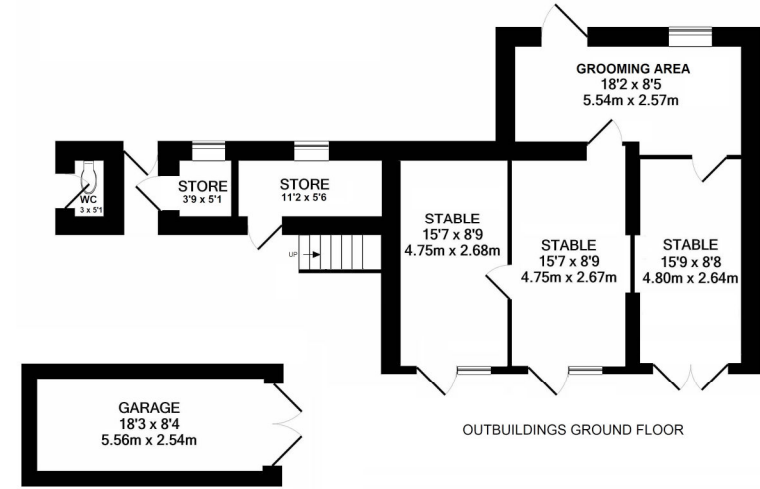 GROOMING AREA
18'2 x 8'5
5.54m x 2.57m
WC
3 x 5'1
STORE
3'9 x 5'1
STORE
11'2 x 5'6
UP
STABLE
15'7 x 8'9
4.75m x 2.68m
STABLE
15'7 x 8'9
4.75m x 2.67m
STABLE
15'9 x 8'8
4.80m x 2.64m
GARAGE
18'3 x 8'4
5.56m x 2.54m
OUTBUILDINGS GROUND FLOOR